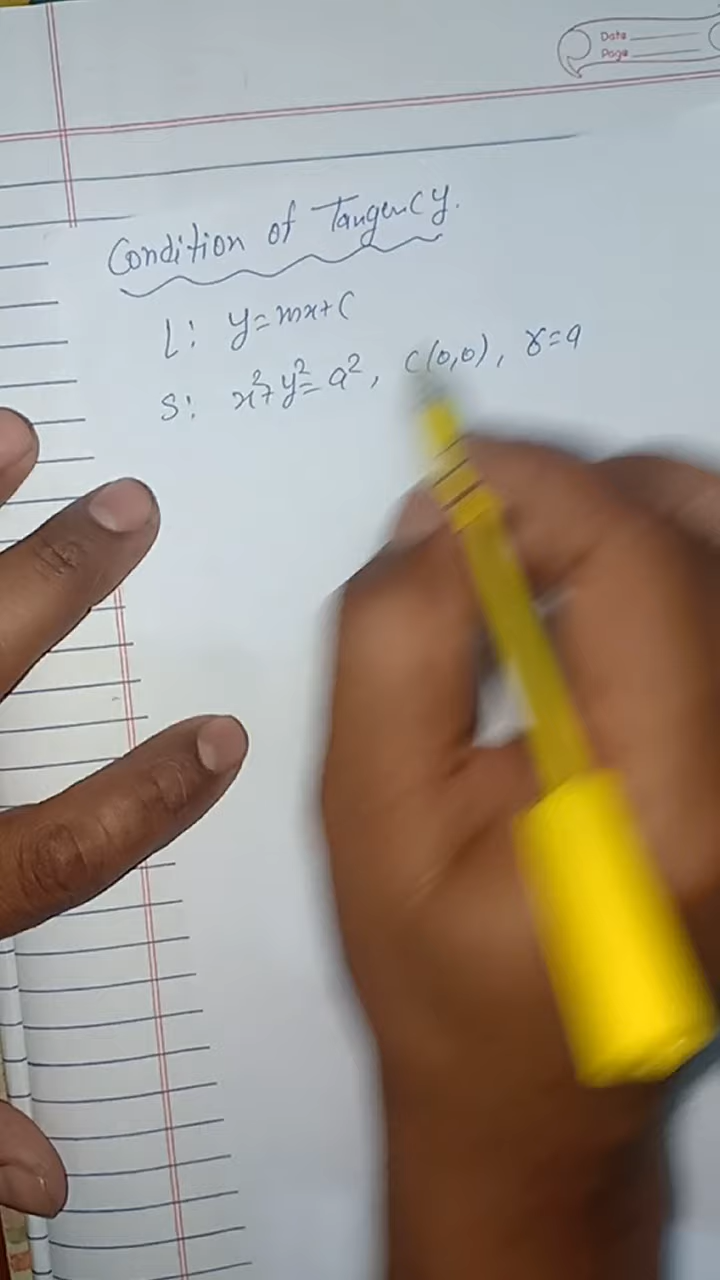 Date
Page
Condition of Tangency.
L: y=mx+c
S: x²+y²=a², C(0,0), r=a